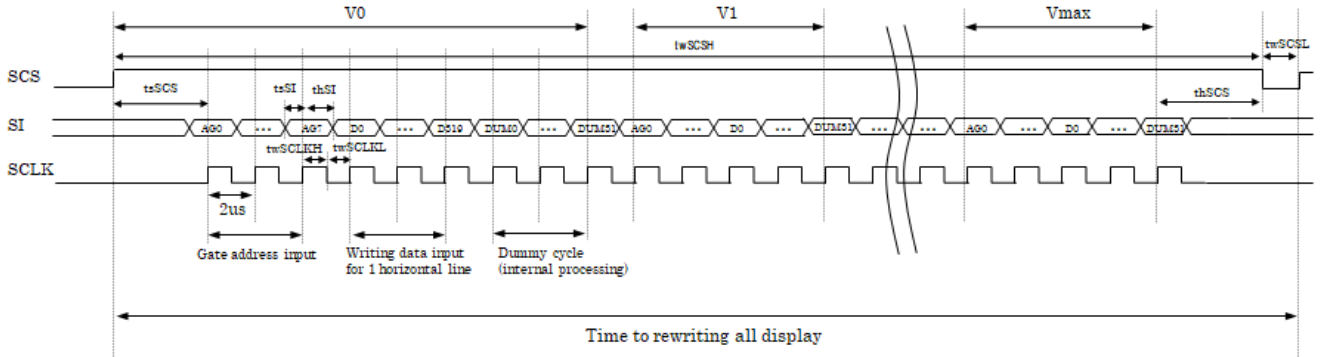 V0 V1 Vmax
twSCSH twSCSL
SCS
tsSCS tsSI thSI thSCS
SI AG0 ... AG7 D0 ... D519 DUM0 ... DUM51 AG0 ... D0 ... DUM51 ... ... AG0 ... D0 ... DUM51
twSCLKH twSCLKL
SCLK
2us
Gate address input Writing data input Dummy cycle
for 1 horizontal line (internal processing)
Time to rewriting all display